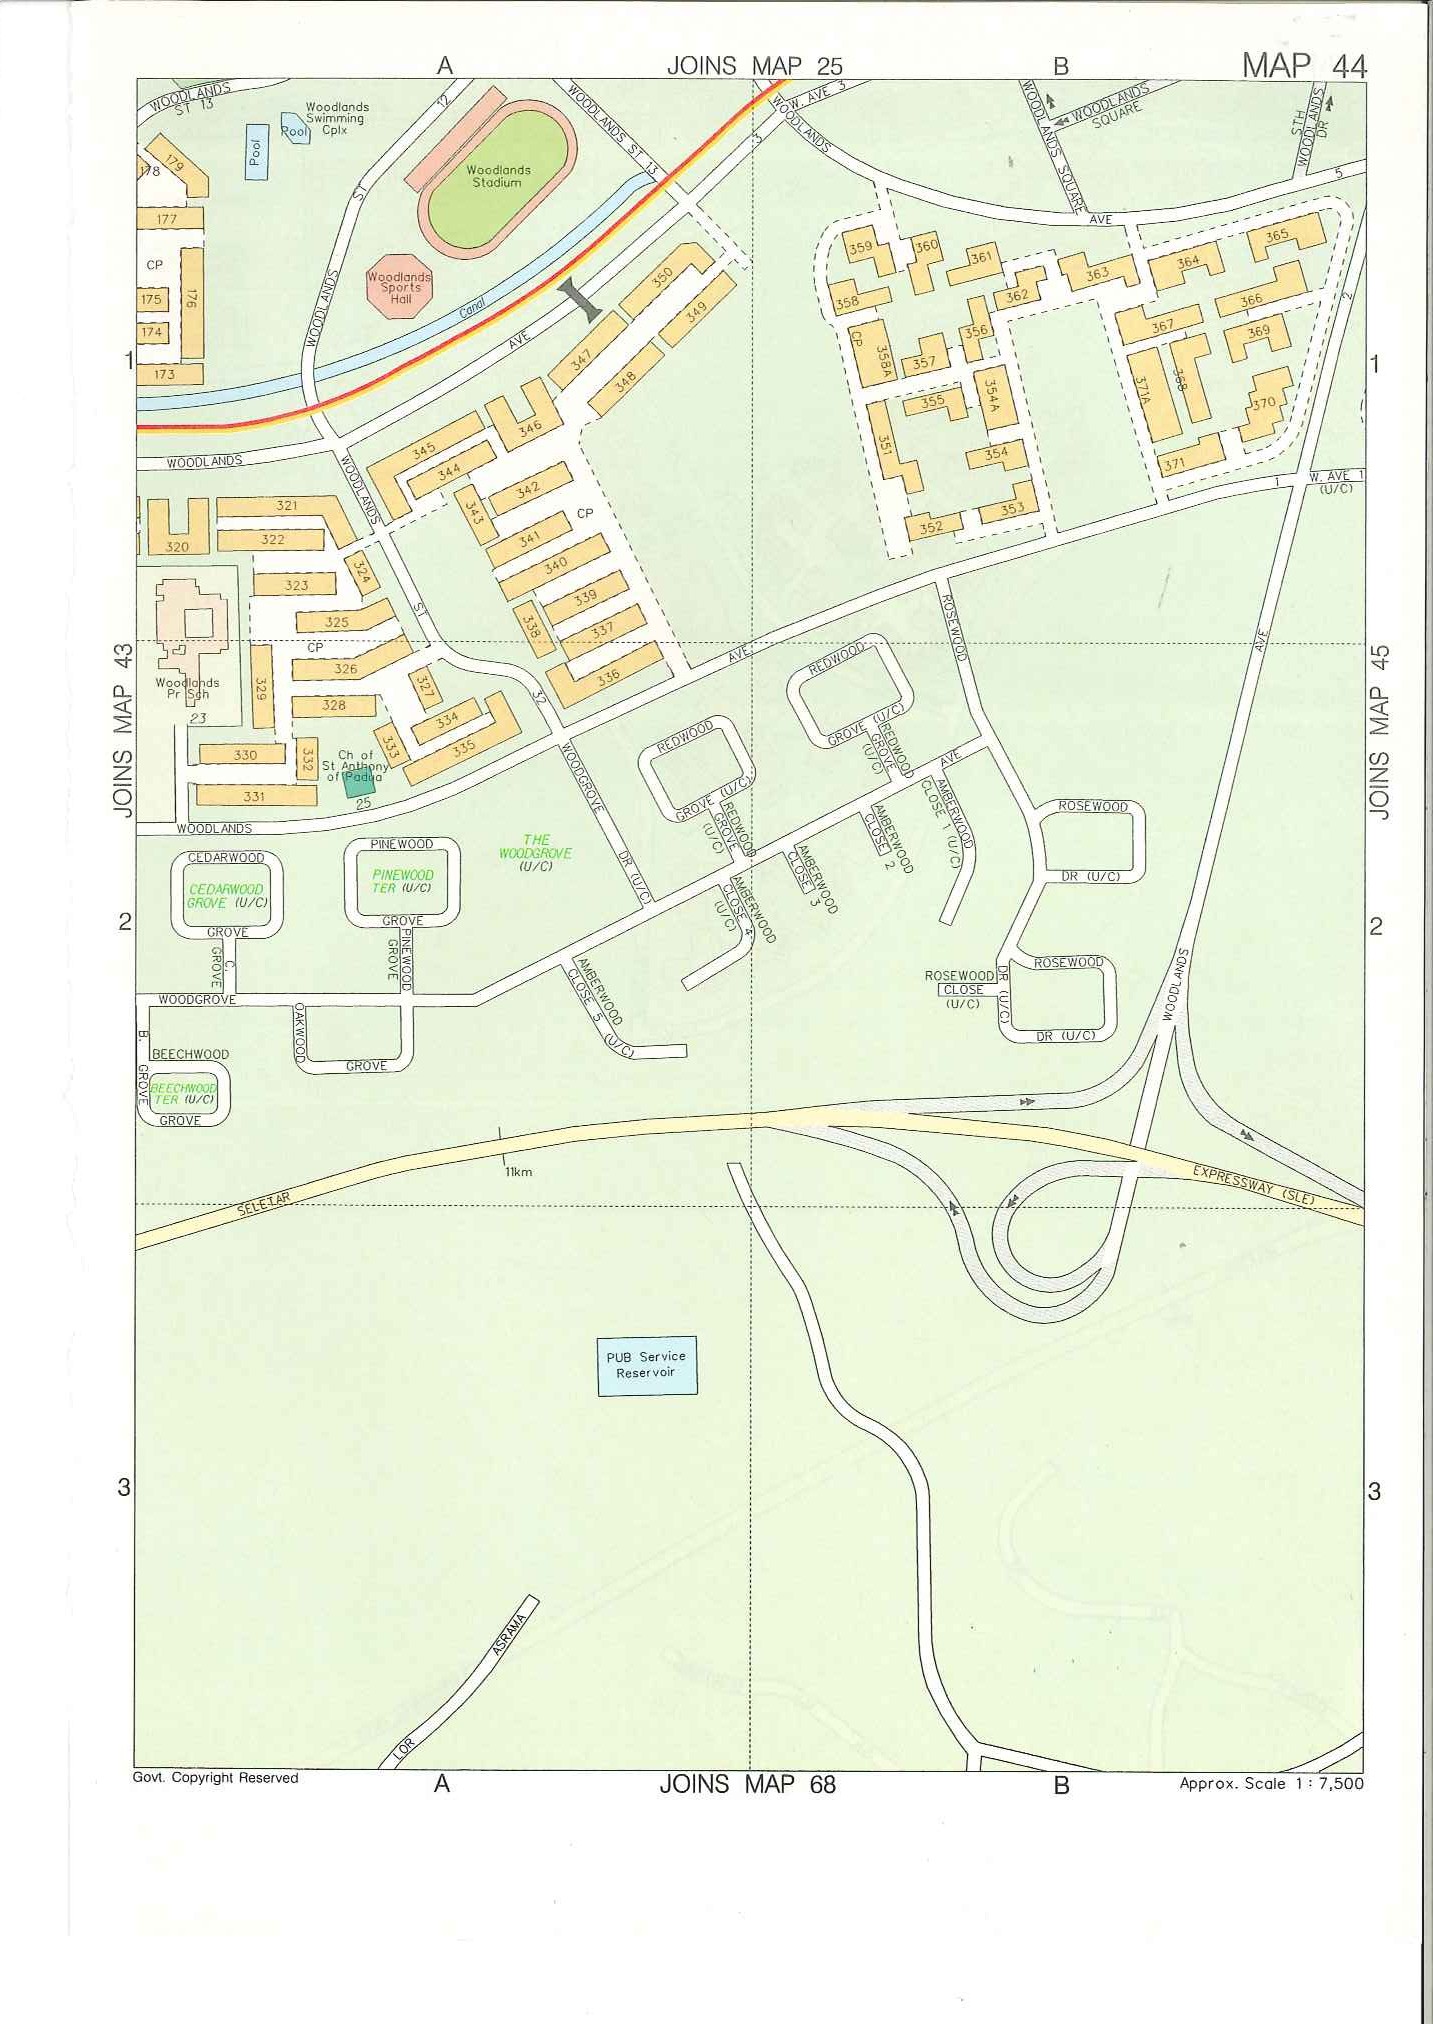 A
JOINS MAP 25
B
MAP 44
WOODLANDS
ST 13
Woodlands
Swimming
Cplx
Pool
Pool
12
ST
WOODLANDS
WOODLANDS ST 13
W. AVE 3
WOODLANDS
3
WOODLANDS SQUARE
WOODLANDS
SQUARE
WOODLANDS
STH
DR
5
AVE
179
178
177
CP
175
176
174
173
Woodlands
Stadium
Woodlands
Sports
Hall
Canal
AVE
350
349
347
348
346
345
344
359
360
361
358
362
363
364
365
366
2
356
367
369
CP
358A
357
354A
371A
368
370
355
351
354
371
353
352
1
1
WOODLANDS
WOODLANDS
ST
1
W. AVE 1
(U/C)
321
320
322
323
324
325
CP
326
329
327
328
334
335
333
330
332
331
343
342
CP
341
340
339
338
337
336
Woodlands
Pr Sch
23
Ch of
St Anthony
of Padua
25
JOINS MAP 43
JOINS MAP 45
32
AVE
ROSEWOOD
AVE
REDWOOD
GROVE (U/C)
REDWOOD
GROVE
(U/C)
REDWOOD
GROVE (U/C)
REDWOOD
GROVE
(U/C)
AVE
WOODGROVE
DR (U/C)
WOODLANDS
CEDARWOOD
CEDARWOOD
GROVE (U/C)
GROVE
C.
GROVE
PINEWOOD
PINEWOOD
TER (U/C)
GROVE
PINEWOOD
GROVE
THE
WOODGROVE
(U/C)
AMBERWOOD
CLOSE 1 (U/C)
AMBERWOOD
CLOSE 2
AMBERWOOD
CLOSE 3
AMBERWOOD
CLOSE 4
(U/C)
AMBERWOOD
CLOSE 5 (U/C)
ROSEWOOD
DR (U/C)
ROSEWOOD
DR (U/C)
ROSEWOOD
CLOSE
(U/C)
DR (U/C)
2
2
WOODLANDS
WOODGROVE
OAKWOOD
GROVE
B.
GROVE
BEECHWOOD
BEECHWOOD
TER (U/C)
GROVE
11km
SELETAR
EXPRESSWAY (SLE)
PUB Service
Reservoir
3
3
LOR
ASRAMA
Govt. Copyright Reserved
A
JOINS MAP 68
B
Approx. Scale 1 : 7,500